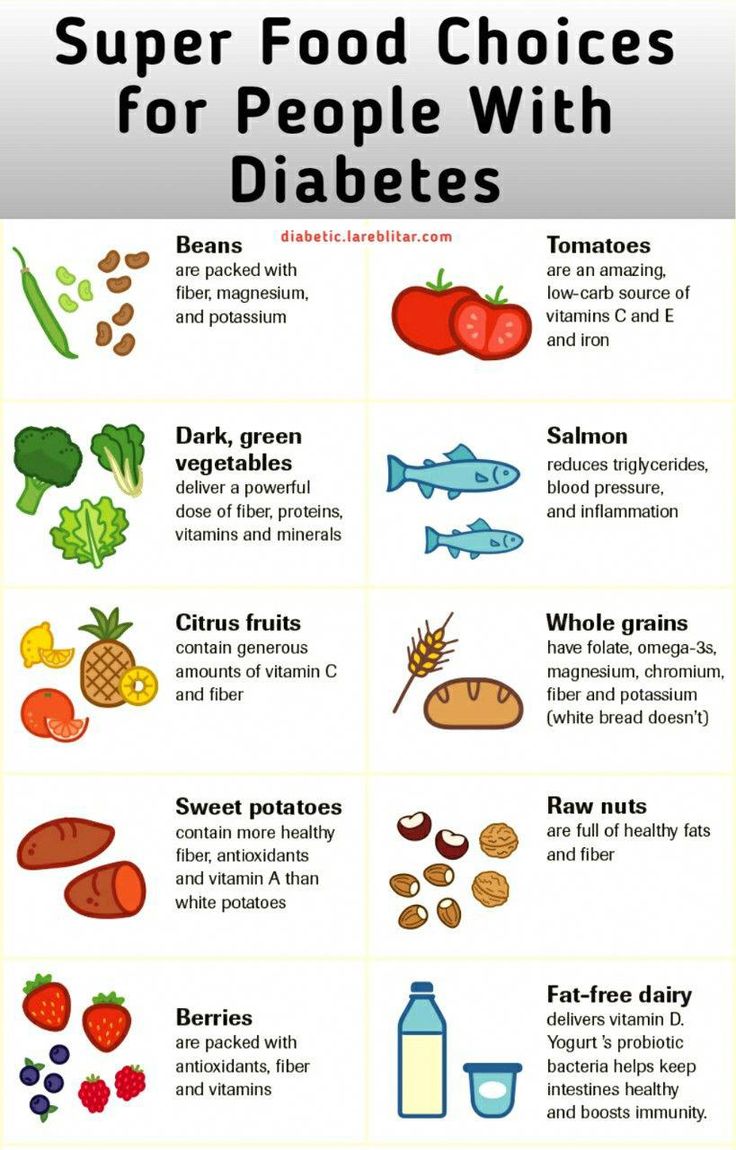 Super Food Choices
for People With
Diabetes
diabetic.lareblitar.com
Beans
are packed with
fiber, magnesium,
and potassium
Tomatoes
are an amazing,
low-carb source of
vitamins C and E
and iron
Dark, green
vegetables
deliver a powerful
dose of fiber, proteins,
vitamins and minerals
Salmon
reduces triglycerides,
blood pressure,
and inflammation
Citrus fruits
contain generous
amounts of vitamin C
and fiber
Whole grains
have folate, omega-3s,
magnesium, chromium,
fiber and potassium
(white bread doesn't)
Sweet potatoes
contain more healthy
fiber, antioxidants
and vitamin A than
white potatoes
Raw nuts
are full of healthy fats
and fiber
Berries
are packed with
antioxidants, fiber
and vitamins
Fat-free dairy
delivers vitamin D.
Yogurt 's probiotic
bacteria helps keep
intestines healthy
and boosts immunity.